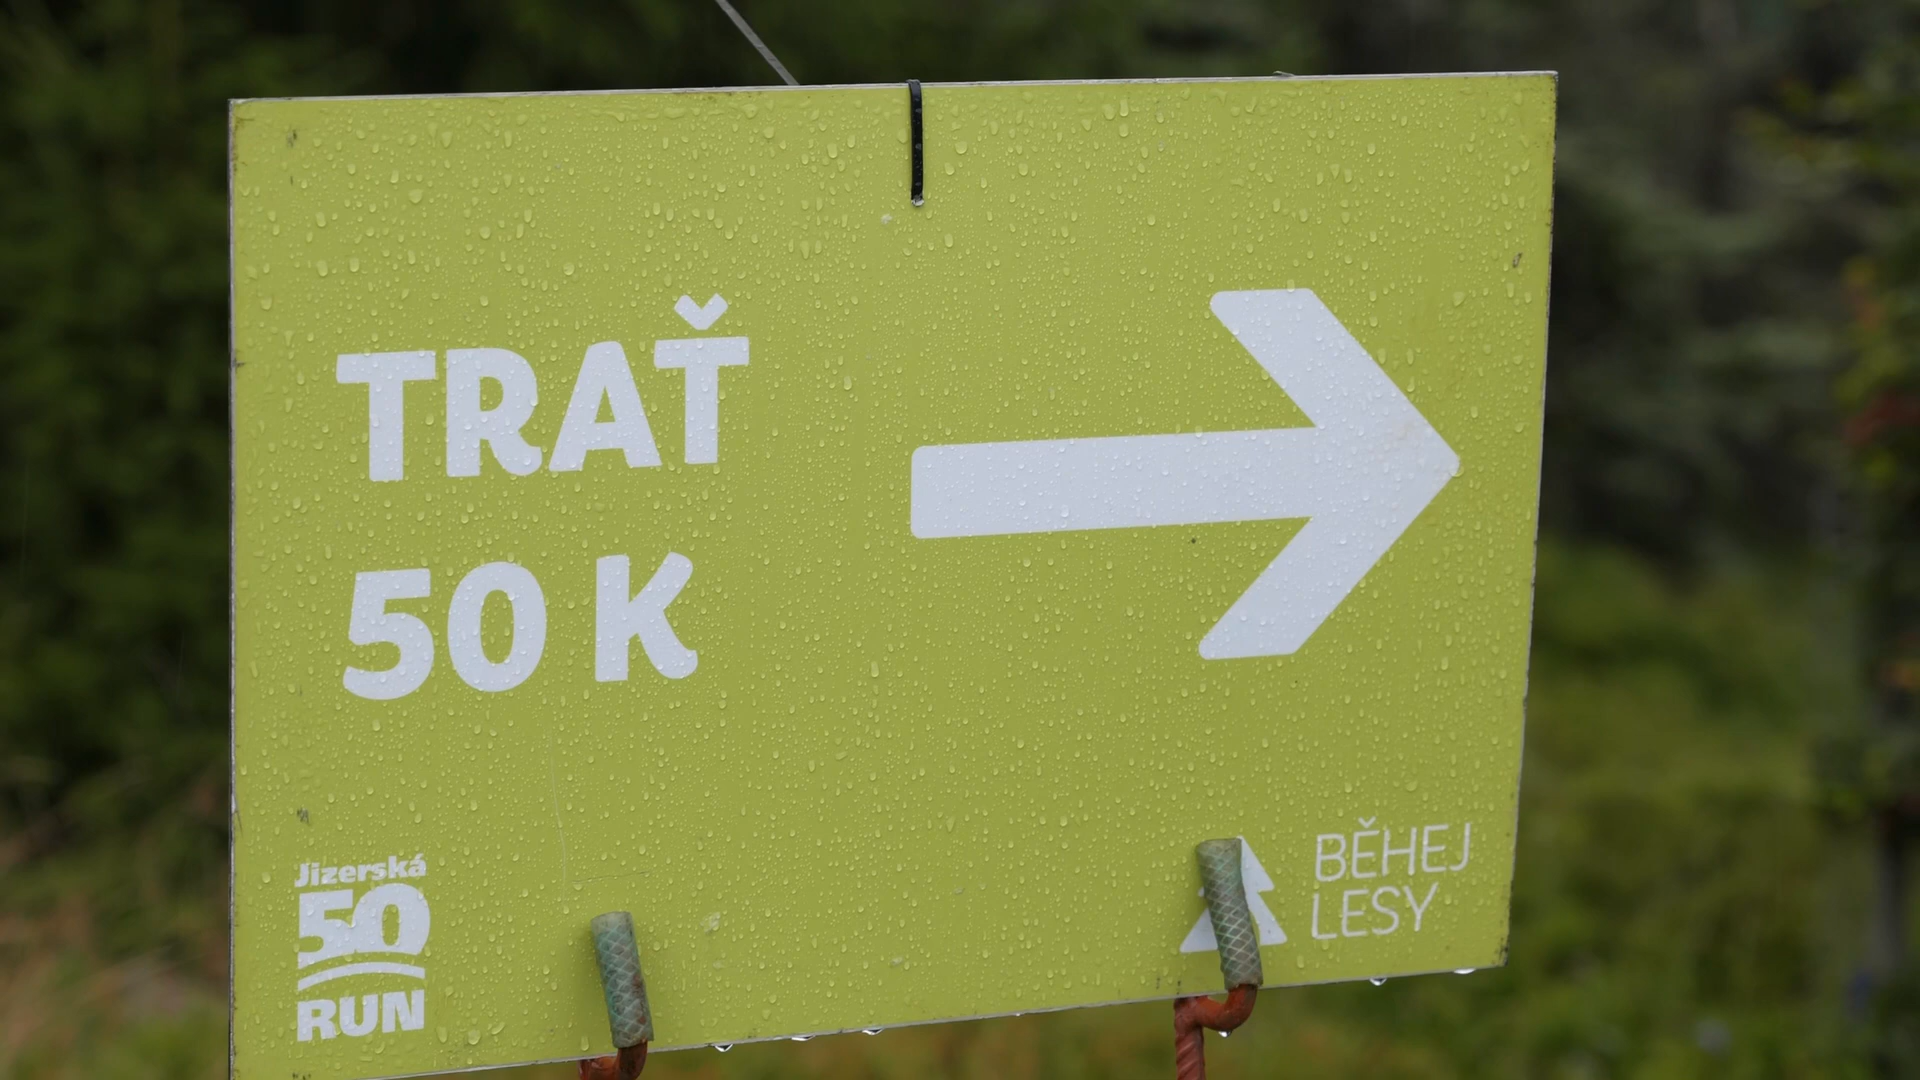 TRAŤ
50 K
Jizerská
50
RUN
BĚHEJ
LESY